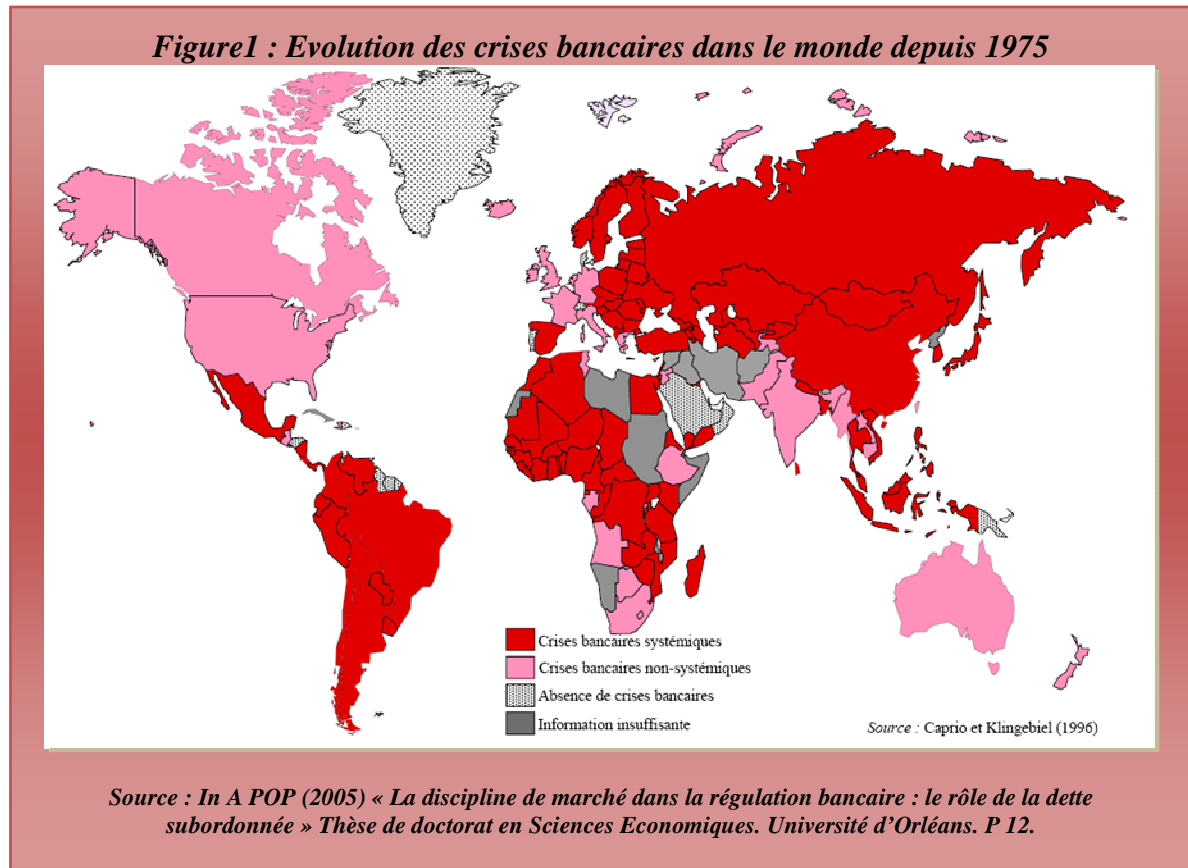 Figure1 : Evolution des crises bancaires dans le monde depuis 1975
Crises bancaires systémiques
Crises bancaires non-systémiques
Absence de crises bancaires
Information insuffisante
Source : Caprio et Klingebiel (1996)
Source : In A POP (2005) « La discipline de marché dans la régulation bancaire : le rôle de la dette
subordonnée » Thèse de doctorat en Sciences Economiques. Université d'Orléans. P 12.